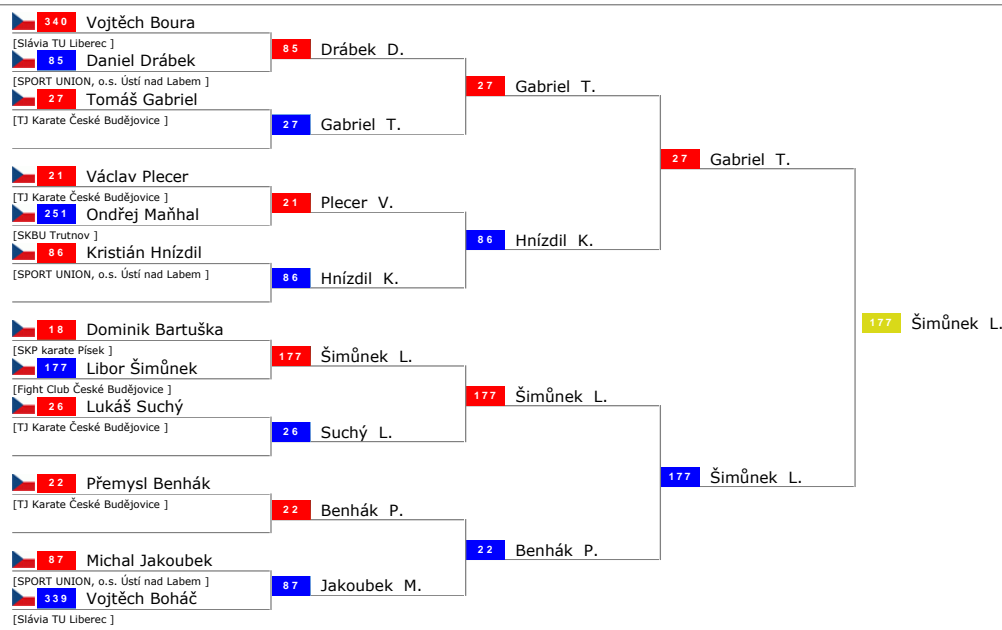 340 Vojtěch Boura
[Slávia TU Liberec ]
85 Daniel Drábek
[SPORT UNION, o.s. Ústí nad Labem ]
27 Tomáš Gabriel
[TJ Karate České Budějovice ]
21 Václav Plecer
[TJ Karate České Budějovice ]
251 Ondřej Maňhal
[SKBU Trutnov ]
86 Kristián Hnízdil
[SPORT UNION, o.s. Ústí nad Labem ]
18 Dominik Bartuška
[SKP karate Písek ]
177 Libor Šimůnek
[Fight Club České Budějovice ]
26 Lukáš Suchý
[TJ Karate České Budějovice ]
22 Přemysl Benhák
[TJ Karate České Budějovice ]
87 Michal Jakoubek
[SPORT UNION, o.s. Ústí nad Labem ]
339 Vojtěch Boháč
[Slávia TU Liberec ]
85 Drábek D.
27 Gabriel T.
21 Plecer V.
86 Hnízdil K.
177 Šimůnek L.
26 Suchý L.
22 Benhák P.
87 Jakoubek M.
27 Gabriel T.
86 Hnízdil K.
177 Šimůnek L.
22 Benhák P.
27 Gabriel T.
177 Šimůnek L.
177 Šimůnek L.